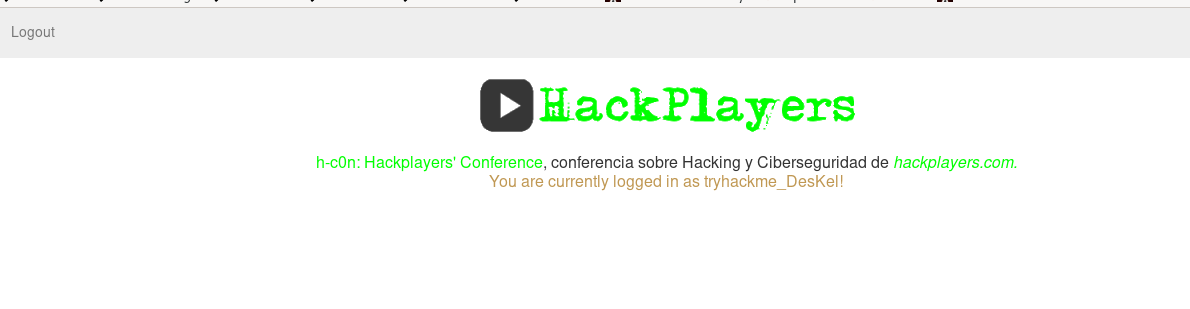 Logout
HackPlayers
h-c0n: Hackplayers' Conference, conferencia sobre Hacking y Ciberseguridad de hackplayers.com.
You are currently logged in as tryhackme_DesKel!